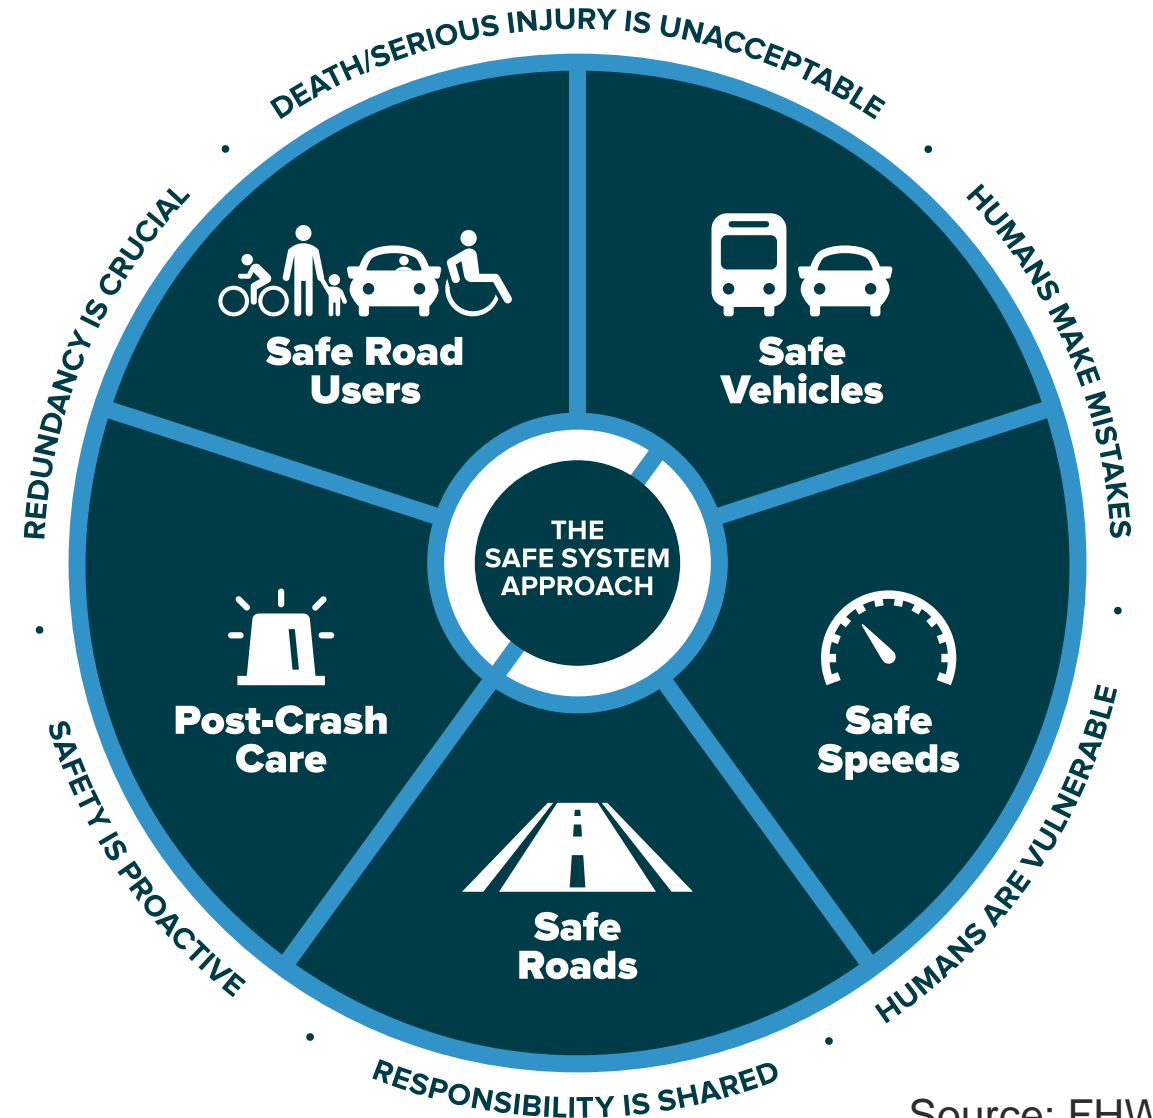 DEATH/SERIOUS INJURY IS UNACCEPTABLE
HUMANS MAKE MISTAKES
HUMANS ARE VULNERABLE
RESPONSIBILITY IS SHARED
SAFETY IS PROACTIVE
REDUNDANCY IS CRUCIAL
Safe Road
Users
Safe
Vehicles
THE
SAFE SYSTEM
APPROACH
Post-Crash
Care
Safe
Speeds
Safe
Roads
Source: